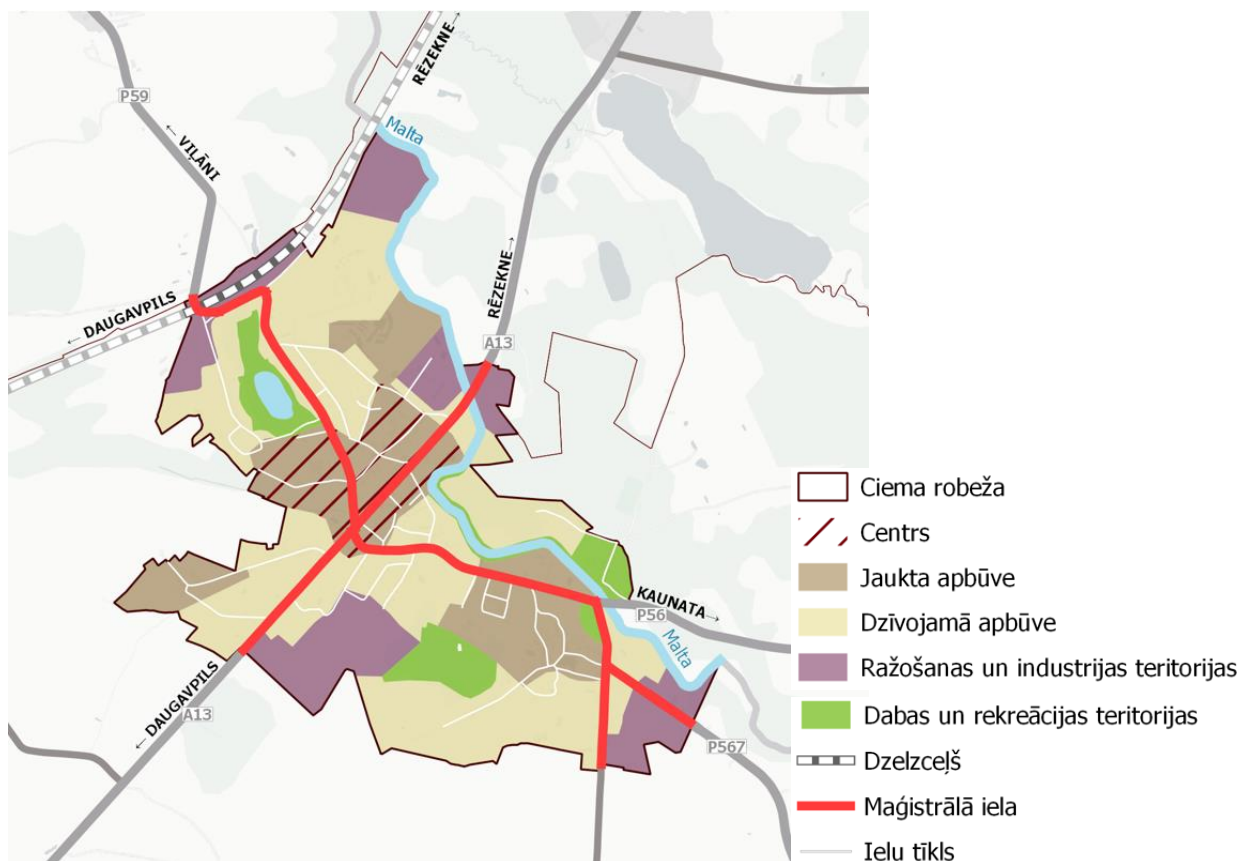 RĒZEKNE→
P59
Malta
← VIĻĀNI
RĒZEKNE→
← DAUGAVPILS
A13
KAUNATA→
P56
Malta
← DAUGAVPILS
A13
P567
Ciema robeža
Centrs
Jaukta apbūve
Dzīvojamā apbūve
Ražošanas un industrijas teritorijas
Dabas un rekreācijas teritorijas
Dzelzceļš
Maģistrālā iela
Ielu tīkls